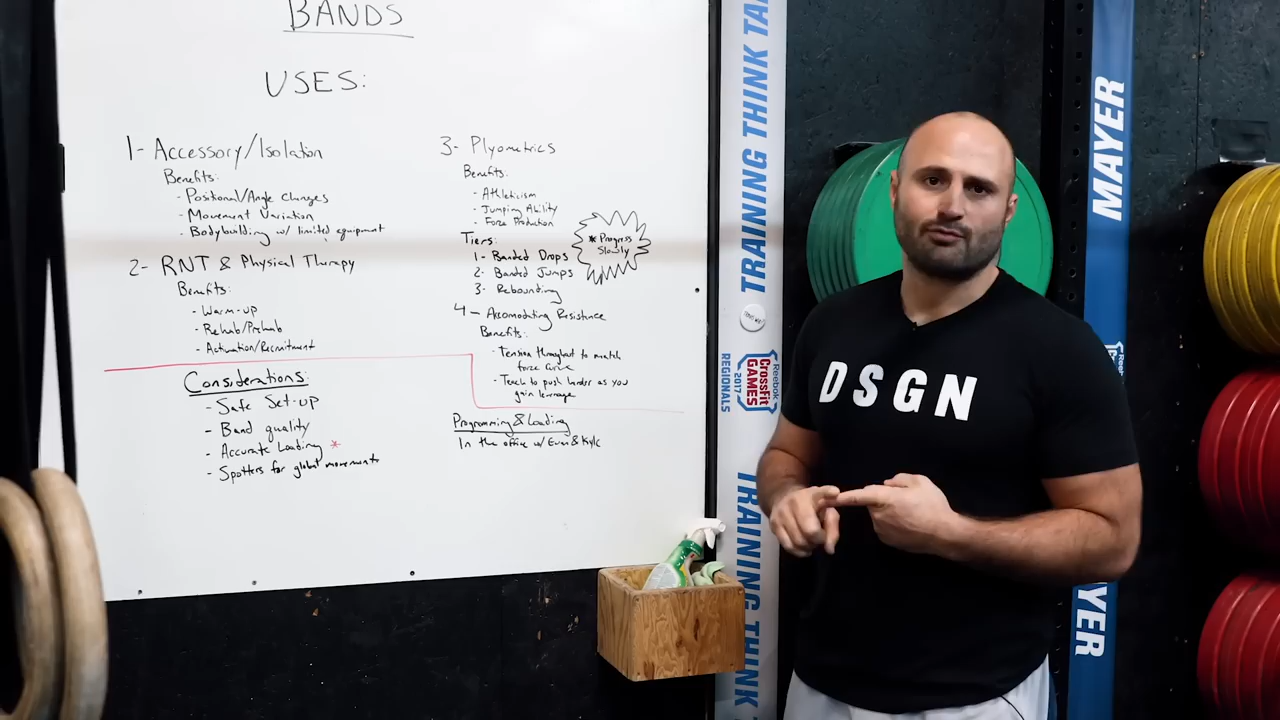 BANDS
USES:
1- Accessory/Isolation
Benefits:
- Positional/Angle changes
- Movement Variation
- Bodybuilding w/ limited equipment
2- RNT & Physical Therapy
Benefits:
- Warm-up
- Rehab/Prehab
- Activation/Recruitment
Considerations:
- Safe Set-up
- Band quality
- Accurate Loading *
- Spotters for global movements
3- Plyometrics
Benefits:
- Athleticism
- Jumping Ability
- Force Production
Tiers:
1- Banded Drops
2- Banded Jumps
3- Rebounding
* Progress
Slowly
4- Accomodating Resistance
Benefits:
- Tension throughout to match
force curve
- Teach to push harder as you
gain leverage
Programming & Loading
In the office w/ Evan & Kyle
TRAINING THINK TA
REGIONALS
2017
Reebok
CrossFit
GAMES
TRAINING THINK
DSGN
MAYER
YER